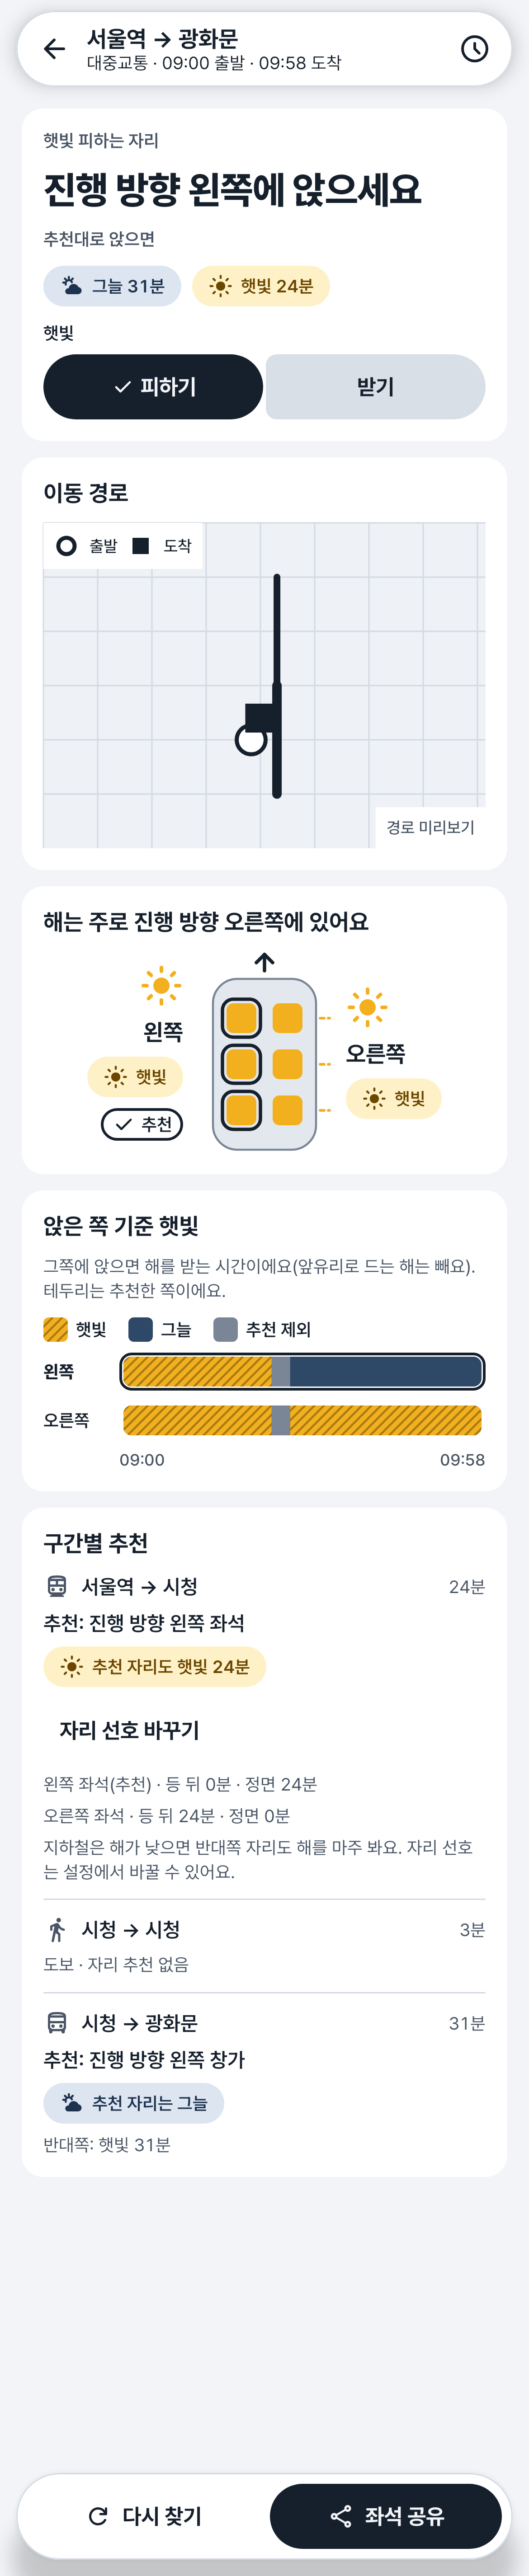 서울역 → 광화문
대중교통 · 09:00 출발 · 09:58 도착
햇빛 피하는 자리
진행 방향 왼쪽에 앉으세요
추천대로 앉으면
그늘 31분 햇빛 24분
햇빛
피하기 받기
이동 경로
출발 도착
경로 미리보기
해는 주로 진행 방향 오른쪽에 있어요
왼쪽
오른쪽
햇빛
햇빛
추천
앉은 쪽 기준 햇빛
그쪽에 앉으면 해를 받는 시간이에요(앞유리로 드는 해는 빼요).
테두리는 추천한 쪽이에요.
햇빛 그늘 추천 제외
왼쪽
오른쪽
09:00 09:58
구간별 추천
서울역 → 시청 24분
추천: 진행 방향 왼쪽 좌석
추천 자리도 햇빛 24분
자리 선호 바꾸기
왼쪽 좌석(추천) · 등 뒤 0분 · 정면 24분
오른쪽 좌석 · 등 뒤 24분 · 정면 0분
지하철은 해가 낮으면 반대쪽 자리도 해를 마주 봐요. 자리 선호
는 설정에서 바꿀 수 있어요.
시청 → 시청 3분
도보 · 자리 추천 없음
시청 → 광화문 31분
추천: 진행 방향 왼쪽 창가
추천 자리는 그늘
반대쪽: 햇빛 31분
다시 찾기 좌석 공유